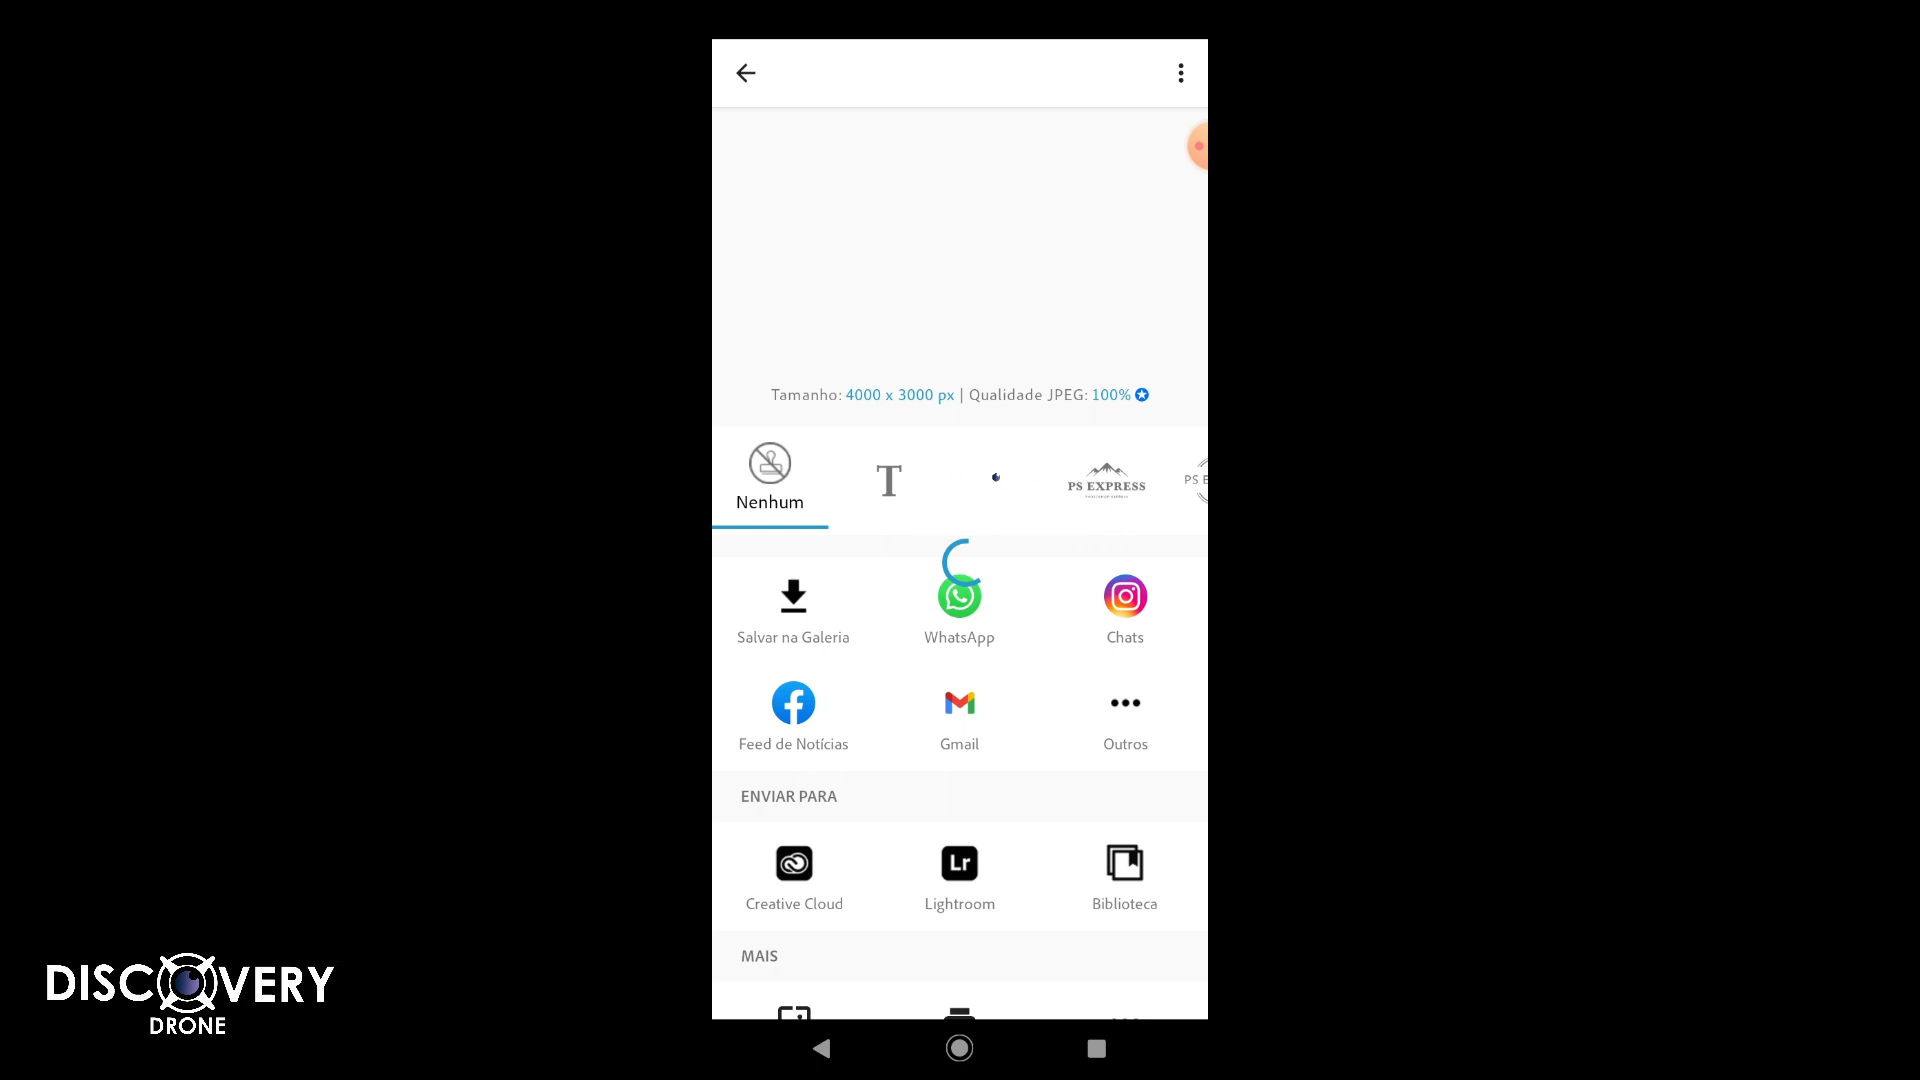 Tamanho: 4000 x 3000 px | Qualidade JPEG: 100%
T
PS EXPRESS
PS E
Nenhum
Salvar na Galeria
WhatsApp
Chats
Feed de Notícias
Gmail
Outros
ENVIAR PARA
Lr
Creative Cloud
Lightroom
Biblioteca
MAIS
DISCOVERY
DRONE